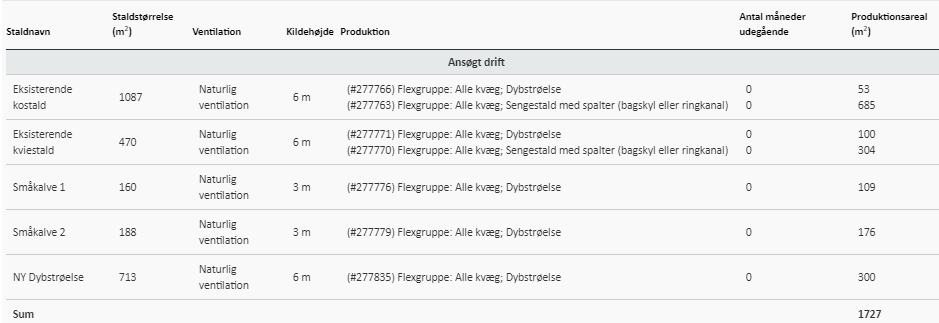 Staldnavn Staldstørrelse (m²) Ventilation Kildehøjde Produktion Antal måneder udegående Produktionsareal (m²)
Ansøgt drift
Eksisterende kostald 1087 Naturlig ventilation 6 m (#277766) Flexgruppe: Alle kvæg; Dybstrøelse 0 53
(#277763) Flexgruppe: Alle kvæg; Sengestald med spalter (bagskyl eller ringkanal) 0 685
Eksisterende kviestald 470 Naturlig ventilation 6 m (#277771) Flexgruppe: Alle kvæg; Dybstrøelse 0 100
(#277770) Flexgruppe: Alle kvæg; Sengestald med spalter (bagskyl eller ringkanal) 0 304
Småkalve 1 160 Naturlig ventilation 3 m (#277776) Flexgruppe: Alle kvæg; Dybstrøelse 0 109
Småkalve 2 188 Naturlig ventilation 3 m (#277779) Flexgruppe: Alle kvæg; Dybstrøelse 0 176
NY Dybstrøelse 713 Naturlig ventilation 6 m (#277835) Flexgruppe: Alle kvæg; Dybstrøelse 0 300
Sum 1727